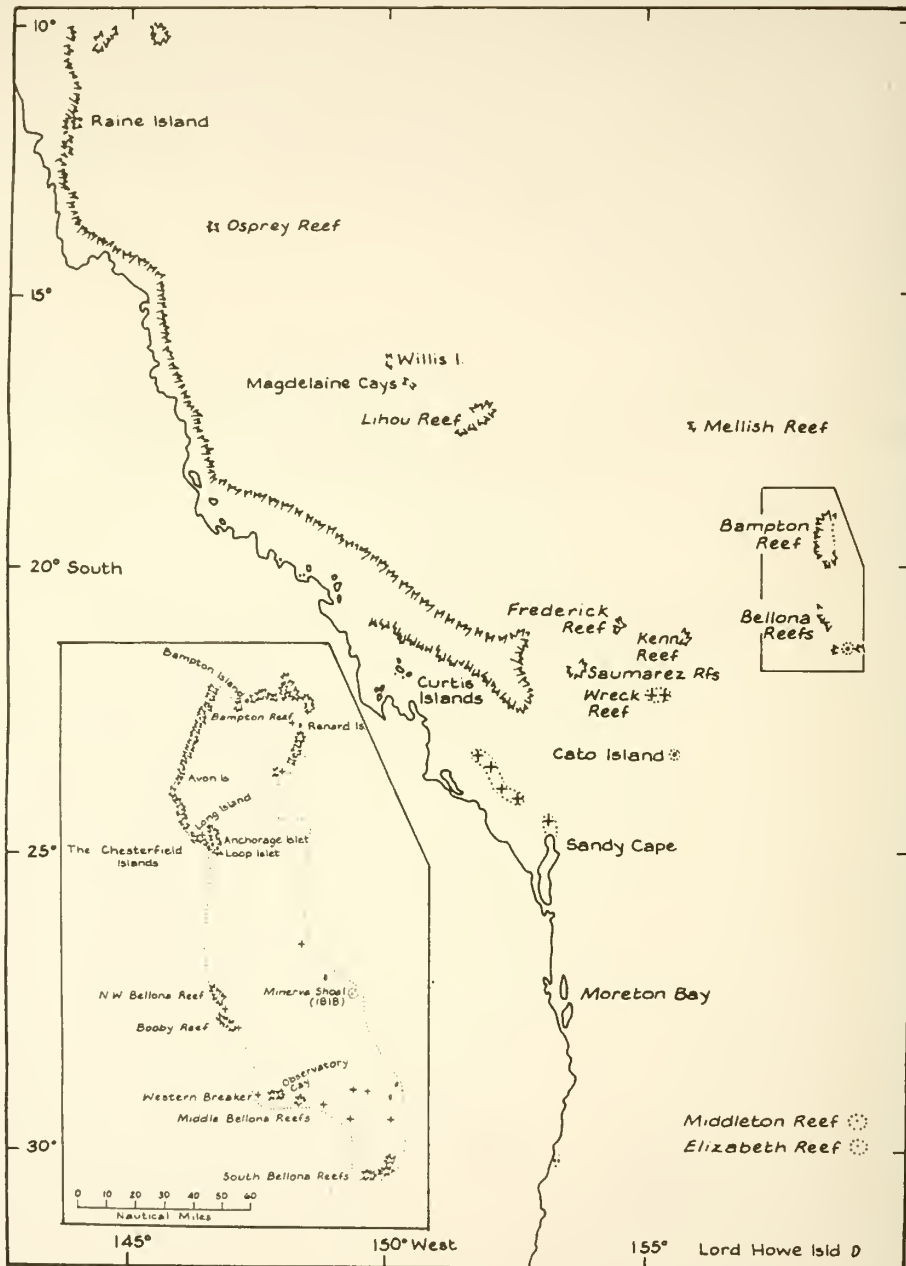 10°
Raine Island
Osprey Reef
15°
Willis I.
Magdelaine Cays
Lihou Reef
Mellish Reef
Bampton
Reef
20° South
Frederick
Reef
Kenn
Reef
Bellona
Reefs
Saumarez Rfs
Curtis
Islands
Wreck
Reef
Cato Island
Sandy Cape
25°
Moreton Bay
30°
Middleton Reef
Elizabeth Reef
145°
150° West
155°
Lord Howe Isld
Bampton Island
Bampton Reef
Renard Is.
Avon Is
Long Island
Anchorage Islet
Loop Islet
The Chesterfield
Islands
N.W Bellona Reef
Minerva Shoal
(1818)
Booby Reef
Observatory
Cay
Western Breaker
Middle Bellona Reefs
South Bellona Reefs
0 10 20 30 40 50 60
Nautical Miles